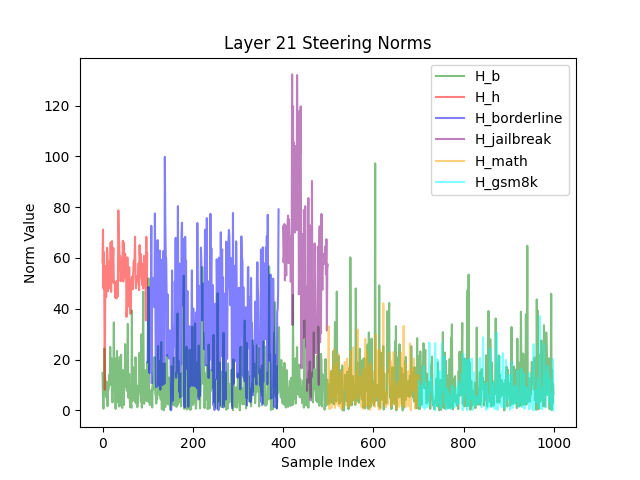 Layer 21 Steering Norms
H_b
H_h
H_borderline
H_jailbreak
H_math
H_gsm8k
Norm Value
120
100
80
60
40
20
0
0 200 400 600 800 1000
Sample Index